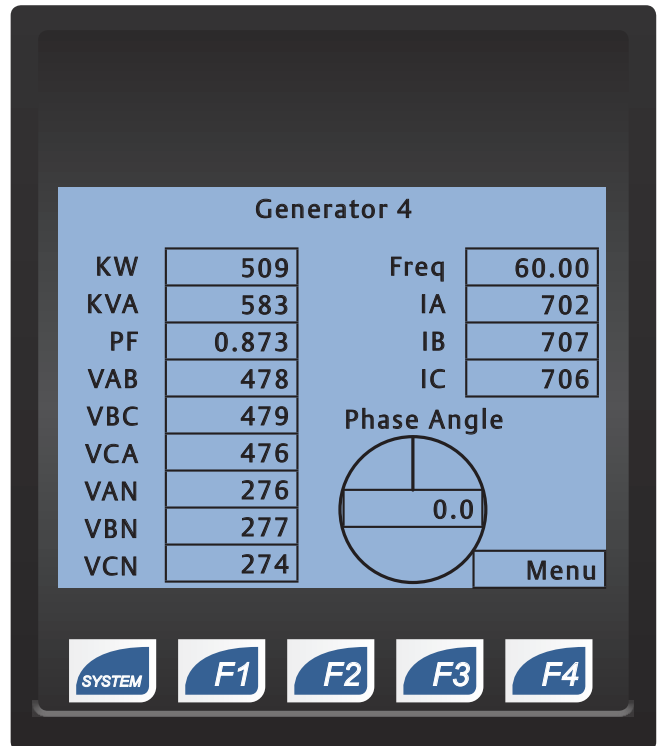 Generator 4
KW 509 Freq 60.00
KVA 583 IA 702
PF 0.873 IB 707
VAB 478 IC 706
VBC 479 Phase Angle
VCA 476
VAN 276 0.0
VBN 277
VCN 274 Menu
SYSTEM F1 F2 F3 F4